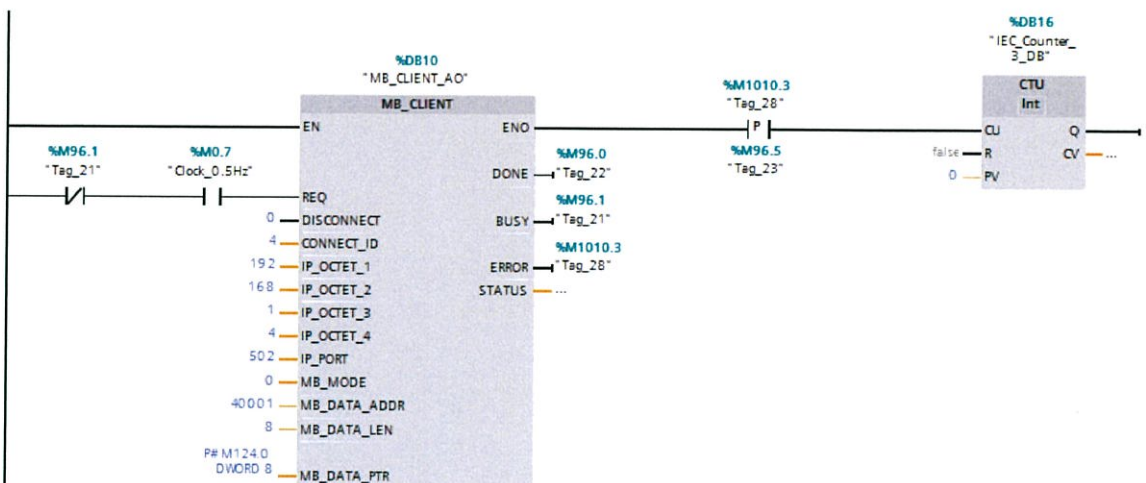 %DB16
"IEC_Counter_
3_DB"
CTU
Int
CU
Q
false
R
CV
...
0
PV
%DB10
"MB_CLIENT_AO"
MB_CLIENT
EN
ENO
%M1010.3
"Tag_28"
P
%M96.5
"Tag_23"
%M96.1
"Tag_21"
%M0.7
"Clock_0.5Hz"
REQ
%M96.0
DONE
"Tag_22"
0
DISCONNECT
%M96.1
BUSY
"Tag_21"
4
CONNECT_ID
%M1010.3
192
IP_OCTET_1
ERROR
"Tag_28"
168
IP_OCTET_2
STATUS
...
1
IP_OCTET_3
4
IP_OCTET_4
502
IP_PORT
0
MB_MODE
40001
MB_DATA_ADDR
8
MB_DATA_LEN
P# M124.0
DWORD 8
MB_DATA_PTR